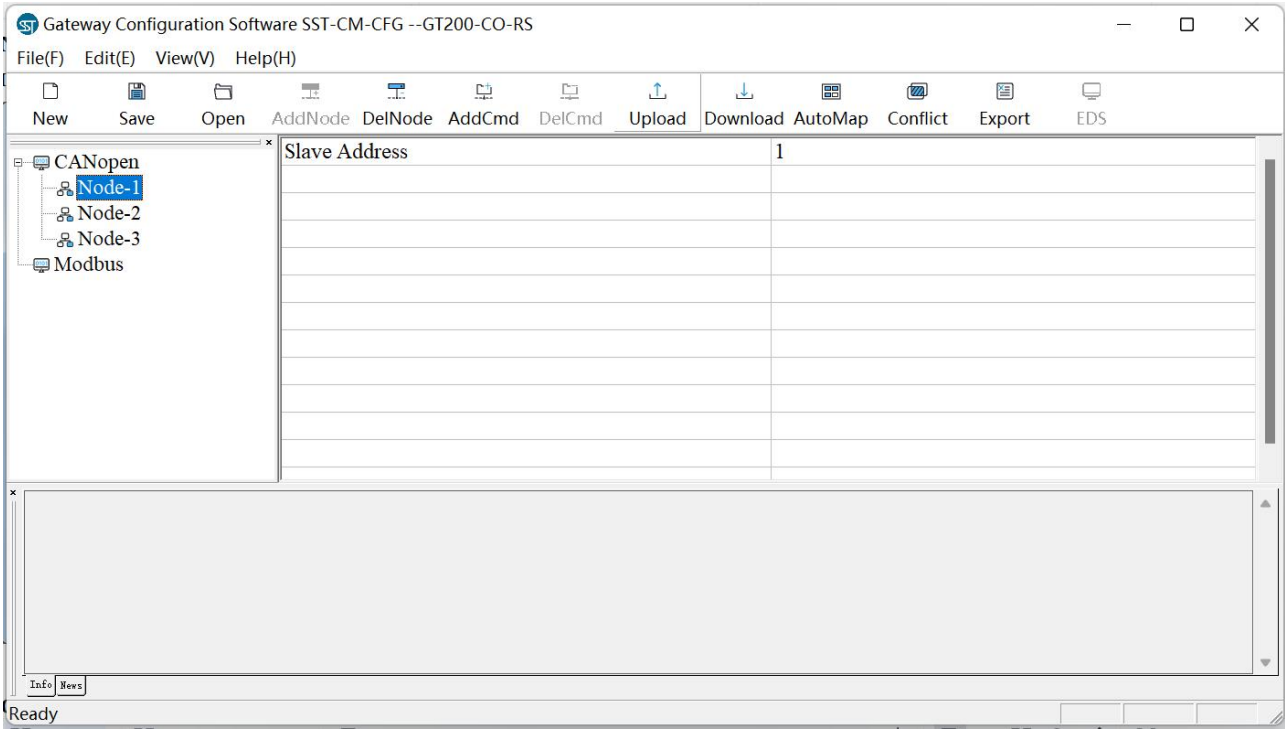 SST Gateway Configuration Software SST-CM-CFG --GT200-CO-RS
File(F) Edit(E) View(V) Help(H)
New Save Open AddNode DelNode AddCmd DelCmd Upload Download AutoMap Conflict Export EDS
CANopen
Node-1
Node-2
Node-3
Modbus
Slave Address 1
Info News
Ready